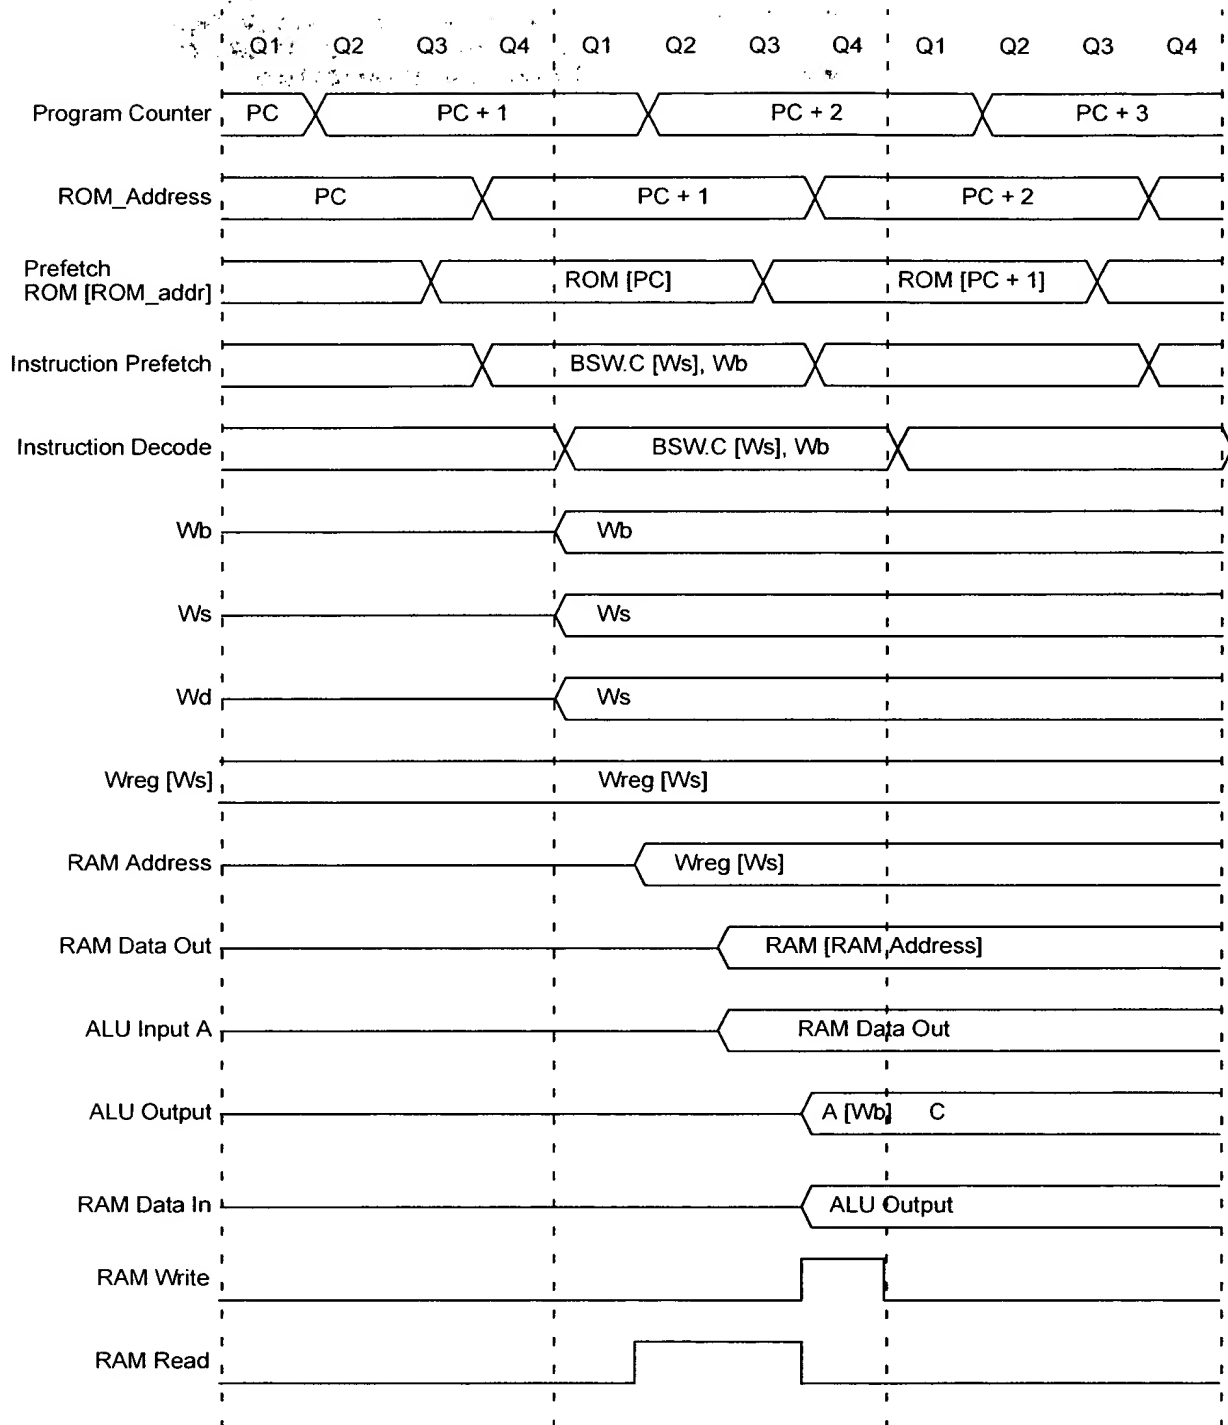 Q1 Q2 Q3 Q4 Q1 Q2 Q3 Q4 Q1 Q2 Q3 Q4
Program Counter PC PC + 1 PC + 2 PC + 3
ROM_Address PC PC + 1 PC + 2
Prefetch
ROM [ROM_addr] ROM [PC] ROM [PC + 1]
Instruction Prefetch BSW.C [Ws], Wb
Instruction Decode BSW.C [Ws], Wb
Wb Wb
Ws Ws
Wd Ws
Wreg [Ws] Wreg [Ws]
RAM Address Wreg [Ws]
RAM Data Out RAM [RAM Address]
ALU Input A RAM Data Out
ALU Output A [Wb] C
RAM Data In ALU Output
RAM Write
RAM Read